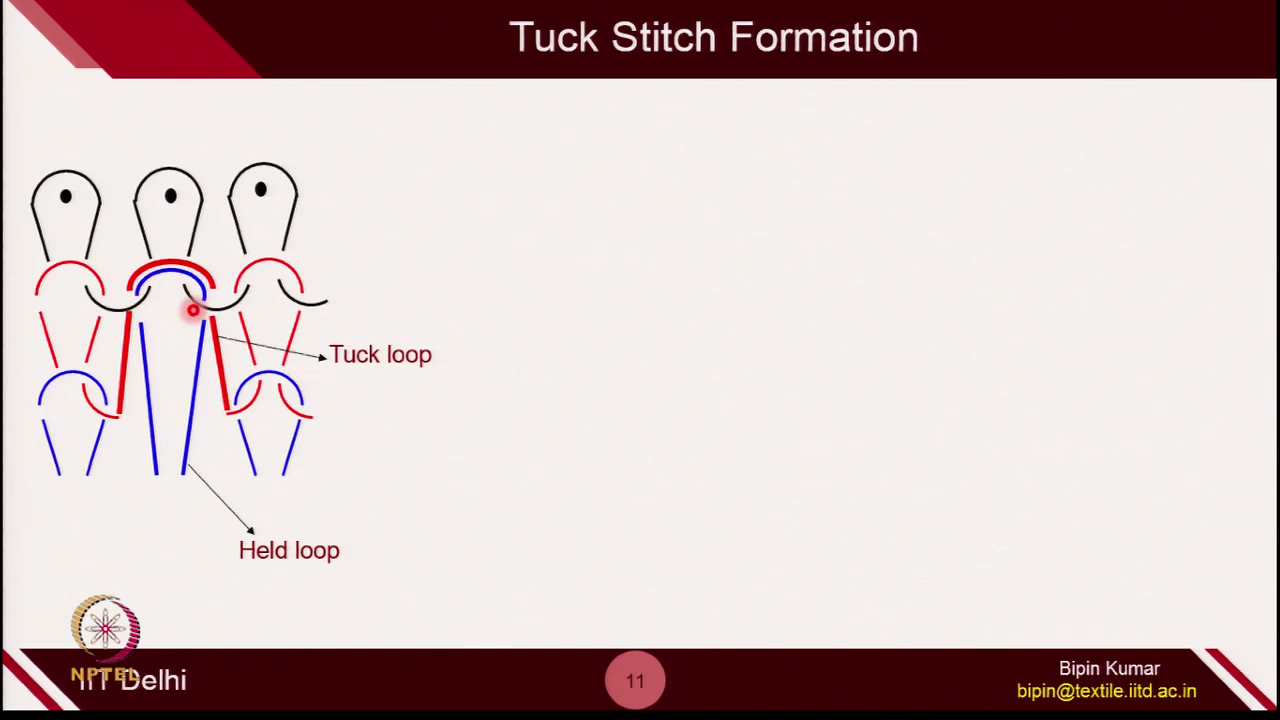 Tuck Stitch Formation
Tuck loop
Held loop
NPTEL
IIT Delhi
11
Bipin Kumar
bipin@textile.iitd.ac.in